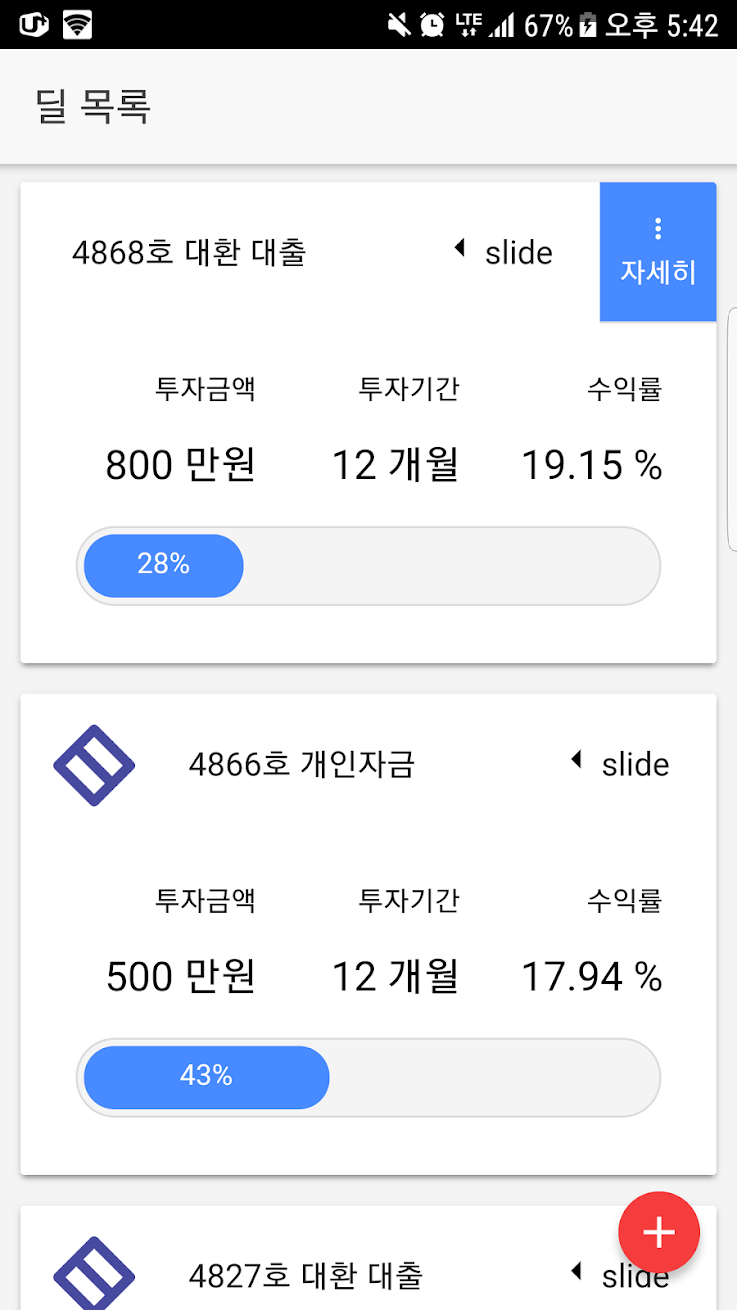 LTE 67% 오후 5:42
딜 목록
4868호 대환 대출 slide
자세히
투자금액 투자기간 수익률
800 만원 12 개월 19.15 %
28%
4866호 개인자금 slide
투자금액 투자기간 수익률
500 만원 12 개월 17.94 %
43%
4827호 대환 대출 slide